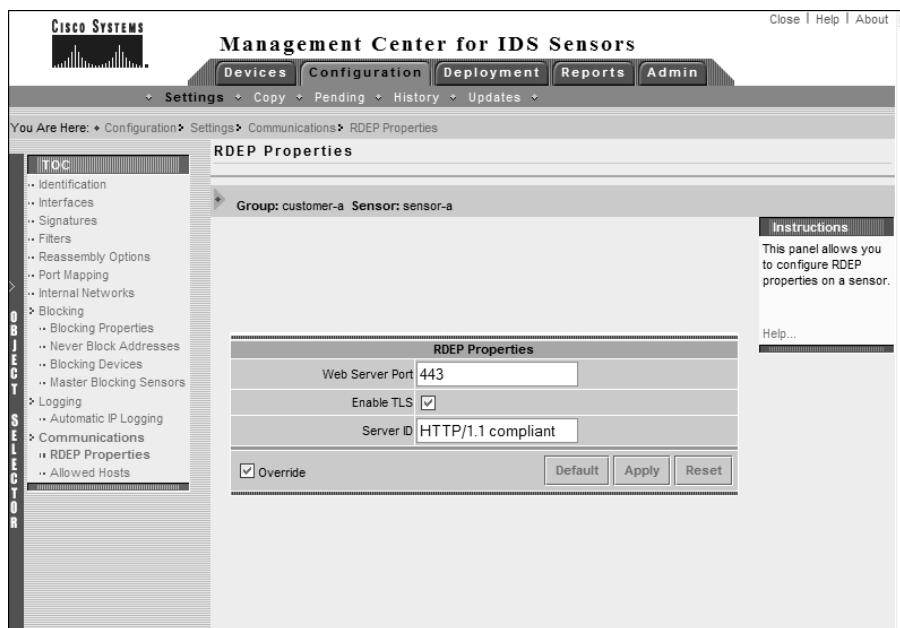 Close | Help | About
CISCO SYSTEMS
Management Center for IDS Sensors
Devices Configuration Deployment Reports Admin
Settings Copy Pending History Updates
You Are Here: Configuration Settings Communications RDEP Properties
TOC
Identification
Interfaces
Signatures
Filters
Reassembly Options
Port Mapping
Internal Networks
Blocking
Blocking Properties
Never Block Addresses
Blocking Devices
Master Blocking Sensors
Logging
Automatic IP Logging
Communications
RDEP Properties
Allowed Hosts
OBJECT SELECTOR
RDEP Properties
Group: customer-a Sensor: sensor-a
RDEP Properties
Web Server Port 443
Enable TLS
Server ID HTTP/1.1 compliant
Override Default Apply Reset
Instructions
This panel allows you
to configure RDEP
properties on a sensor.
Help...